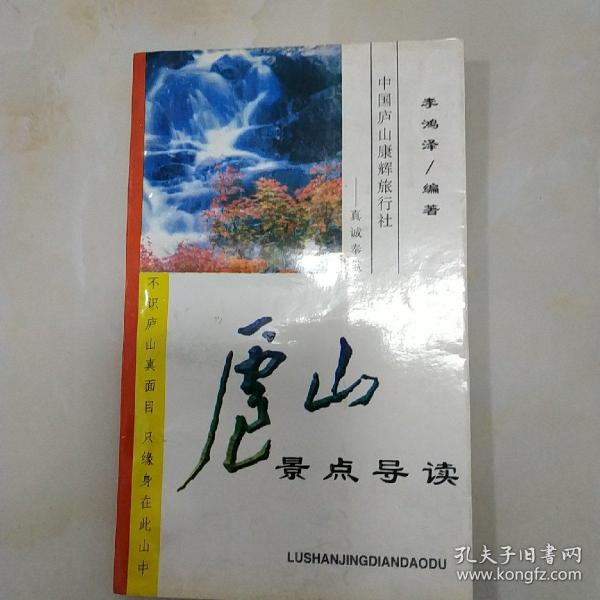 李鸿泽/编著
中国庐山康辉旅行社
——真诚奉献
不识庐山真面目 只缘身在此山中
庐山
景点导读
LUSHANJINGDIANDAODU
孔夫子旧书网
www.kongfz.com